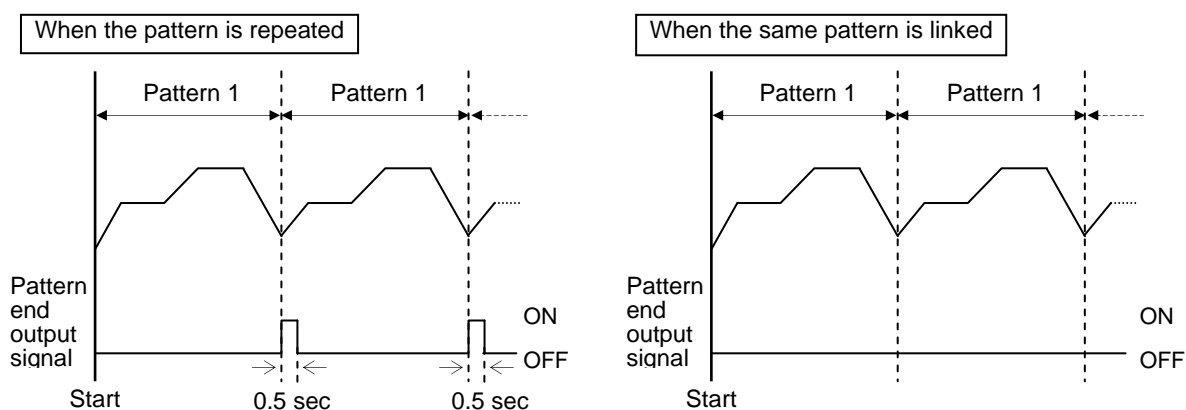 When the pattern is repeated
Pattern 1
Pattern 1
Pattern
end
output
signal
ON
OFF
Start
0.5 sec
0.5 sec
When the same pattern is linked
Pattern 1
Pattern 1
Pattern
end
output
signal
ON
OFF
Start